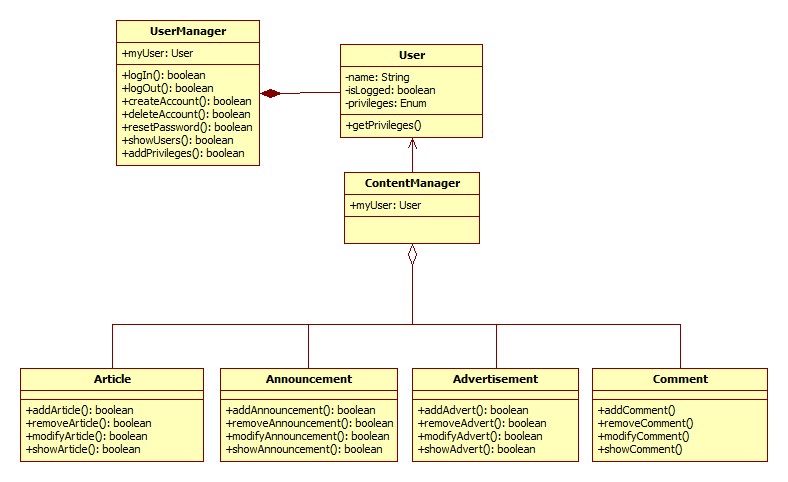 UserManager
+myUser: User
+logIn(): boolean
+logOut(): boolean
+createAccount(): boolean
+deleteAccount(): boolean
+resetPassword(): boolean
+showUsers(): boolean
+addPrivileges(): boolean
User
-name: String
-isLogged: boolean
-privileges: Enum
+getPrivileges()
ContentManager
+myUser: User
Article
+addArticle(): boolean
+removeArticle(): boolean
+modifyArticle(): boolean
+showArticle(): boolean
Announcement
+addAnnouncement(): boolean
+removeAnnouncement(): boolean
+modifyAnnouncement(): boolean
+showAnnouncement(): boolean
Advertisement
+addAdvert(): boolean
+removeAdvert(): boolean
+modifyAdvert(): boolean
+showAdvert(): boolean
Comment
+addComment()
+removeComment()
+modifyComment()
+showComment()